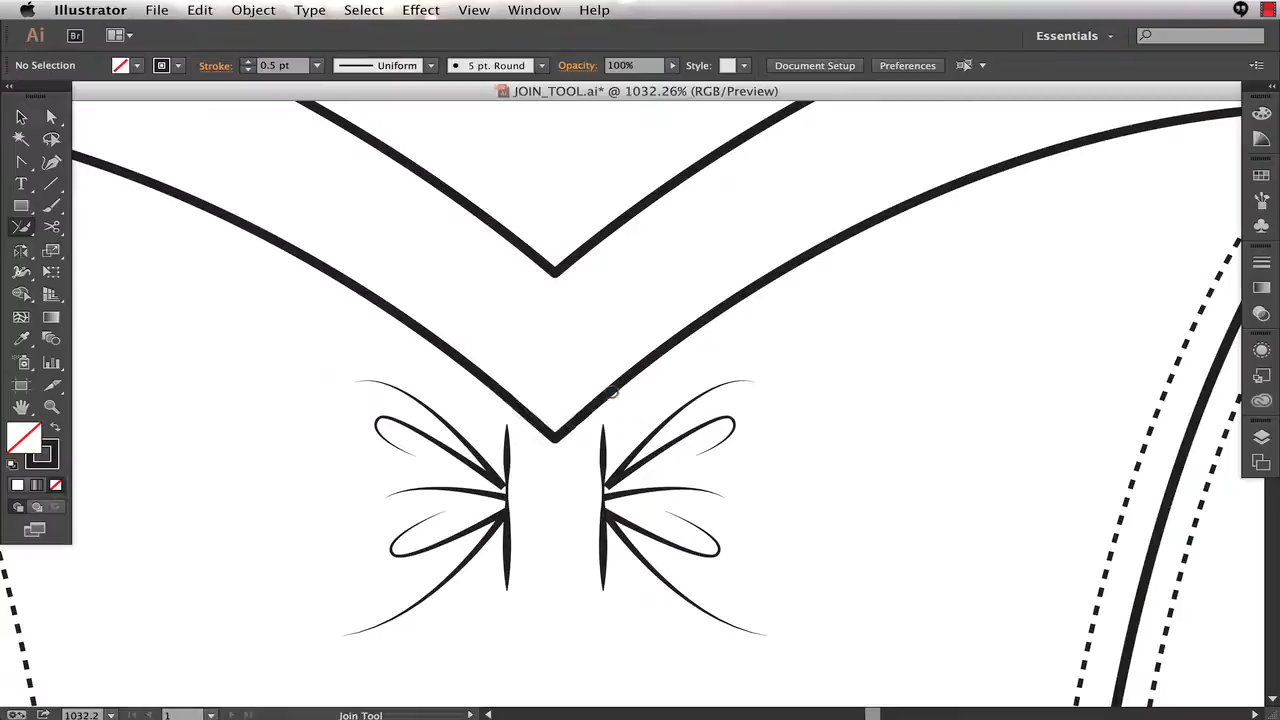 Illustrator File Edit Object Type Select Effect View Window Help
Ai Br Essentials
No Selection Stroke: 0.5 pt Uniform 5 pt. Round Opacity: 100% Style: Document Setup Preferences
JOIN_TOOL.ai* @ 1032.26% (RGB/Preview)
T
1032.2 1 Join Tool